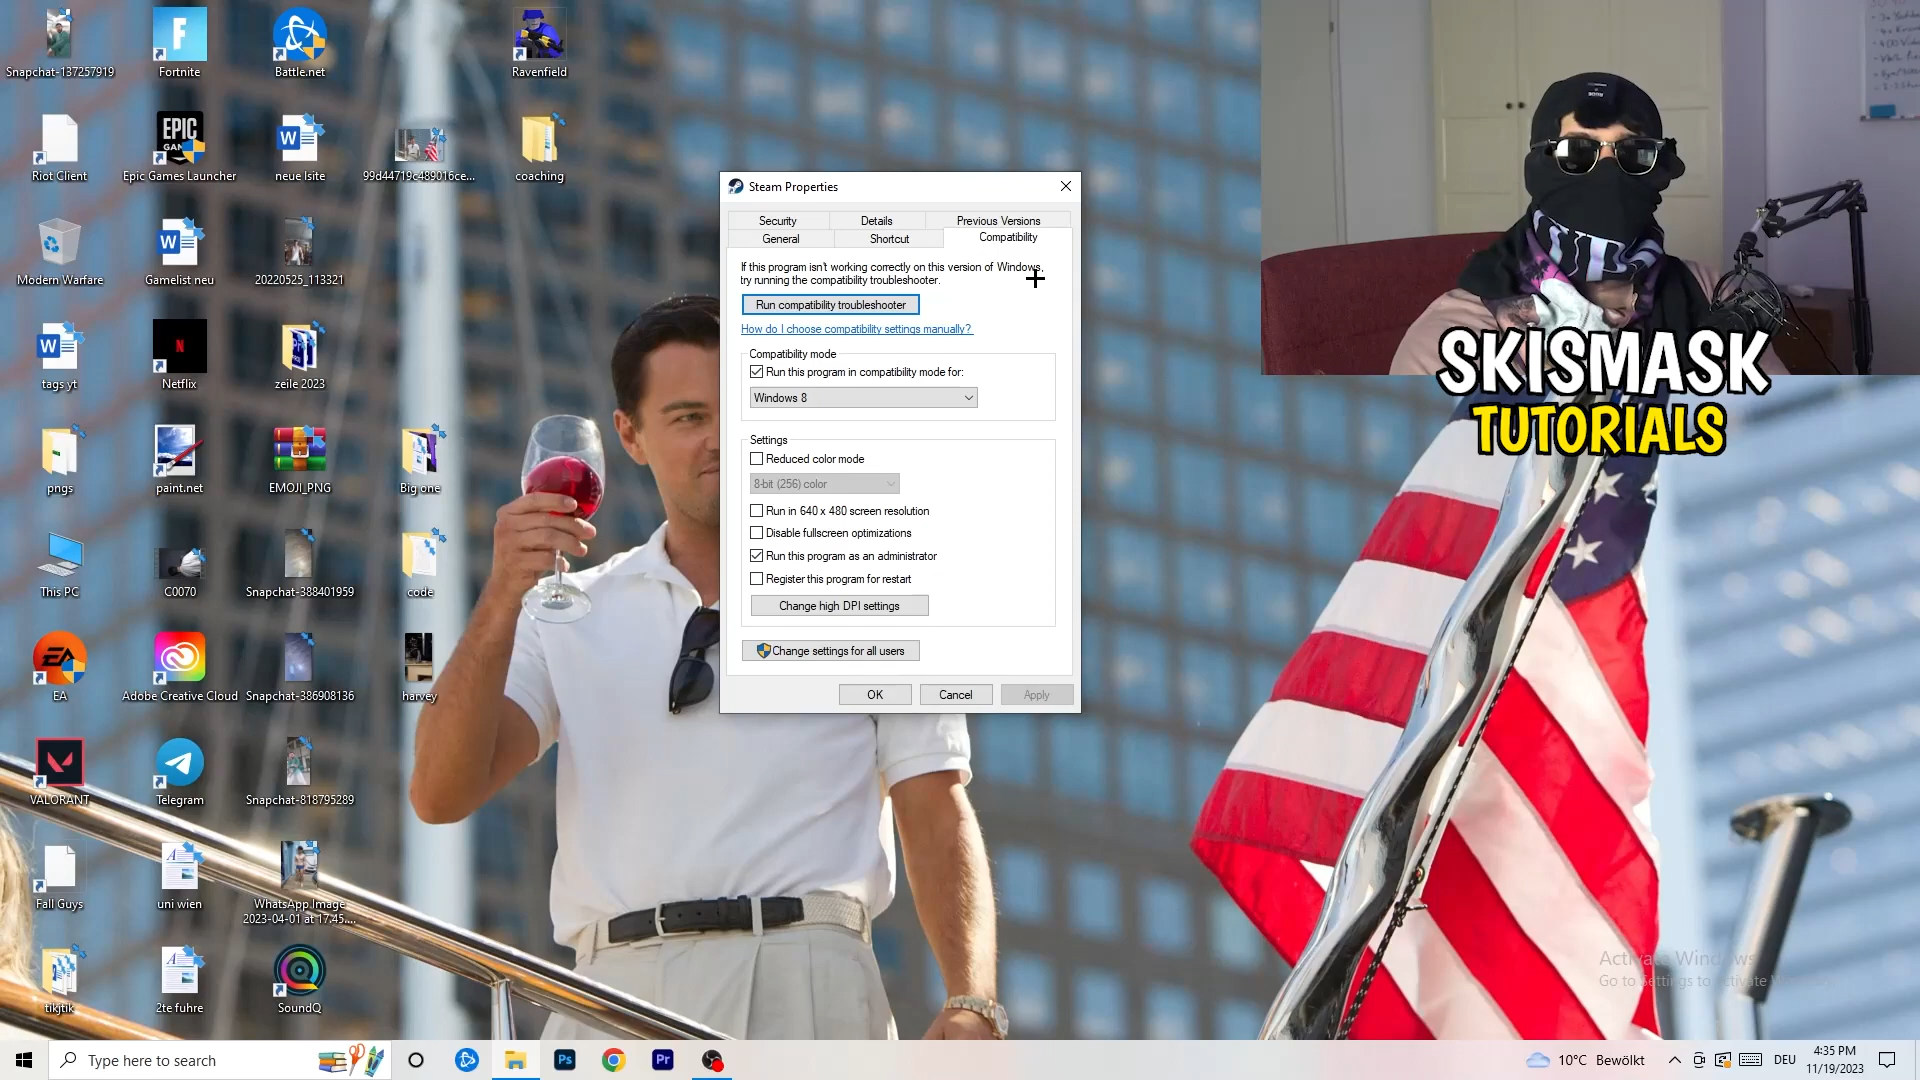 Snapchat-137257919
Fortnite
Battle.net
Ravenfield
Riot Client
EPIC
Epic Games Launcher
neue lsite
99d44719c489016ce...
coaching
Modern Warfare
Gamelist neu
20220525_113321
tags yt
Netflix
zeile 2023
pngs
paint.net
EMOJI_PNG
Big one
This PC
C0070
Snapchat-388401959
code
EA
EA
Adobe Creative Cloud
Snapchat-386908136
harvey
VALORANT
Telegram
Snapchat-818795289
Fall Guys
uni wien
WhatsApp Image
2023-04-01 at 17.45....
tikjtik
2te fuhre
SoundQ
Steam Properties
Security
Details
Previous Versions
General
Shortcut
Compatibility
If this program isn't working correctly on this version of Windows,
try running the compatibility troubleshooter.
Run compatibility troubleshooter
How do I choose compatibility settings manually?
Compatibility mode
Run this program in compatibility mode for:
Windows 8
Settings
Reduced color mode
8-bit (256) color
Run in 640 x 480 screen resolution
Disable fullscreen optimizations
Run this program as an administrator
Register this program for restart
Change high DPI settings
Change settings for all users
OK
Cancel
Apply
SKISMASK
TUTORIALS
Activate Windows
Go to Settings to activate
Type here to search
Ps
Pr
10°C Bewölkt
DEU
4:35 PM
11/19/2023